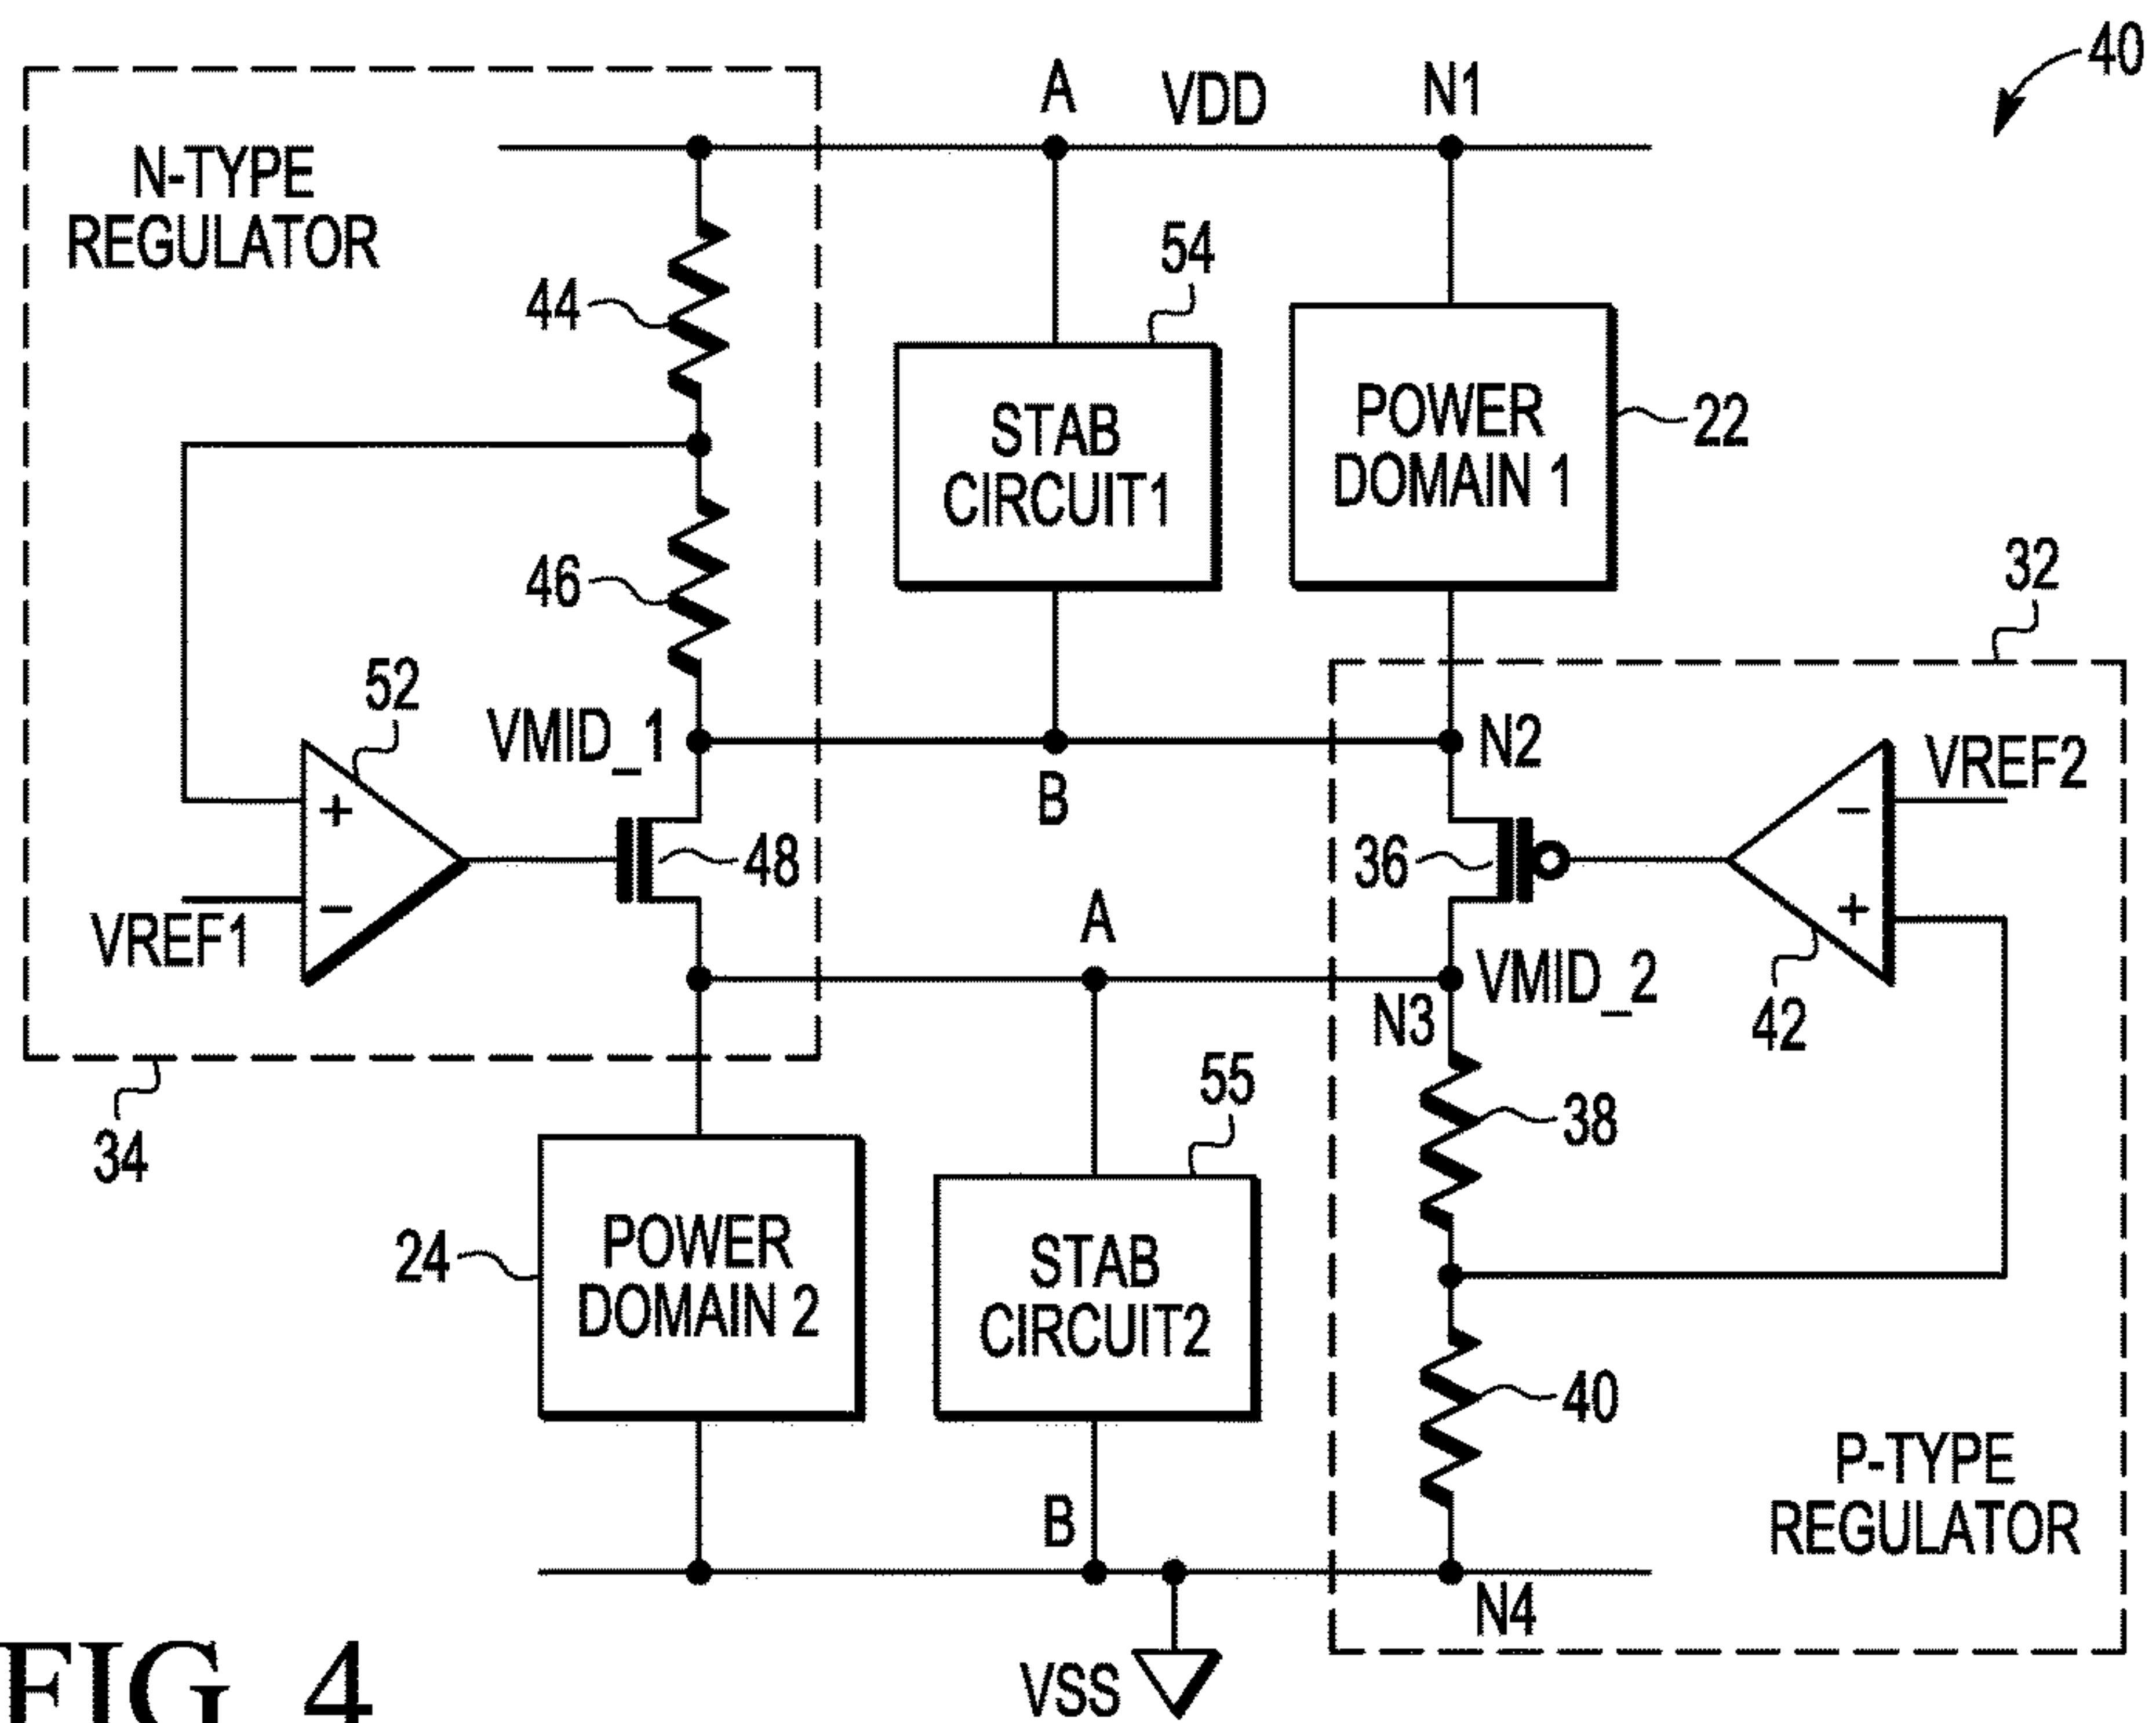 40
A
VDD
N1
N-TYPE
REGULATOR
54
44
STAB
CIRCUIT1
POWER
DOMAIN 1
22
46
32
52
VMID_1
N2
VREF2
B
+
−
48
36
−
+
VREF1
A
VMID_2
N3
42
34
55
38
24
POWER
DOMAIN 2
STAB
CIRCUIT2
40
B
P-TYPE
REGULATOR
N4
VSS
FIG. 4